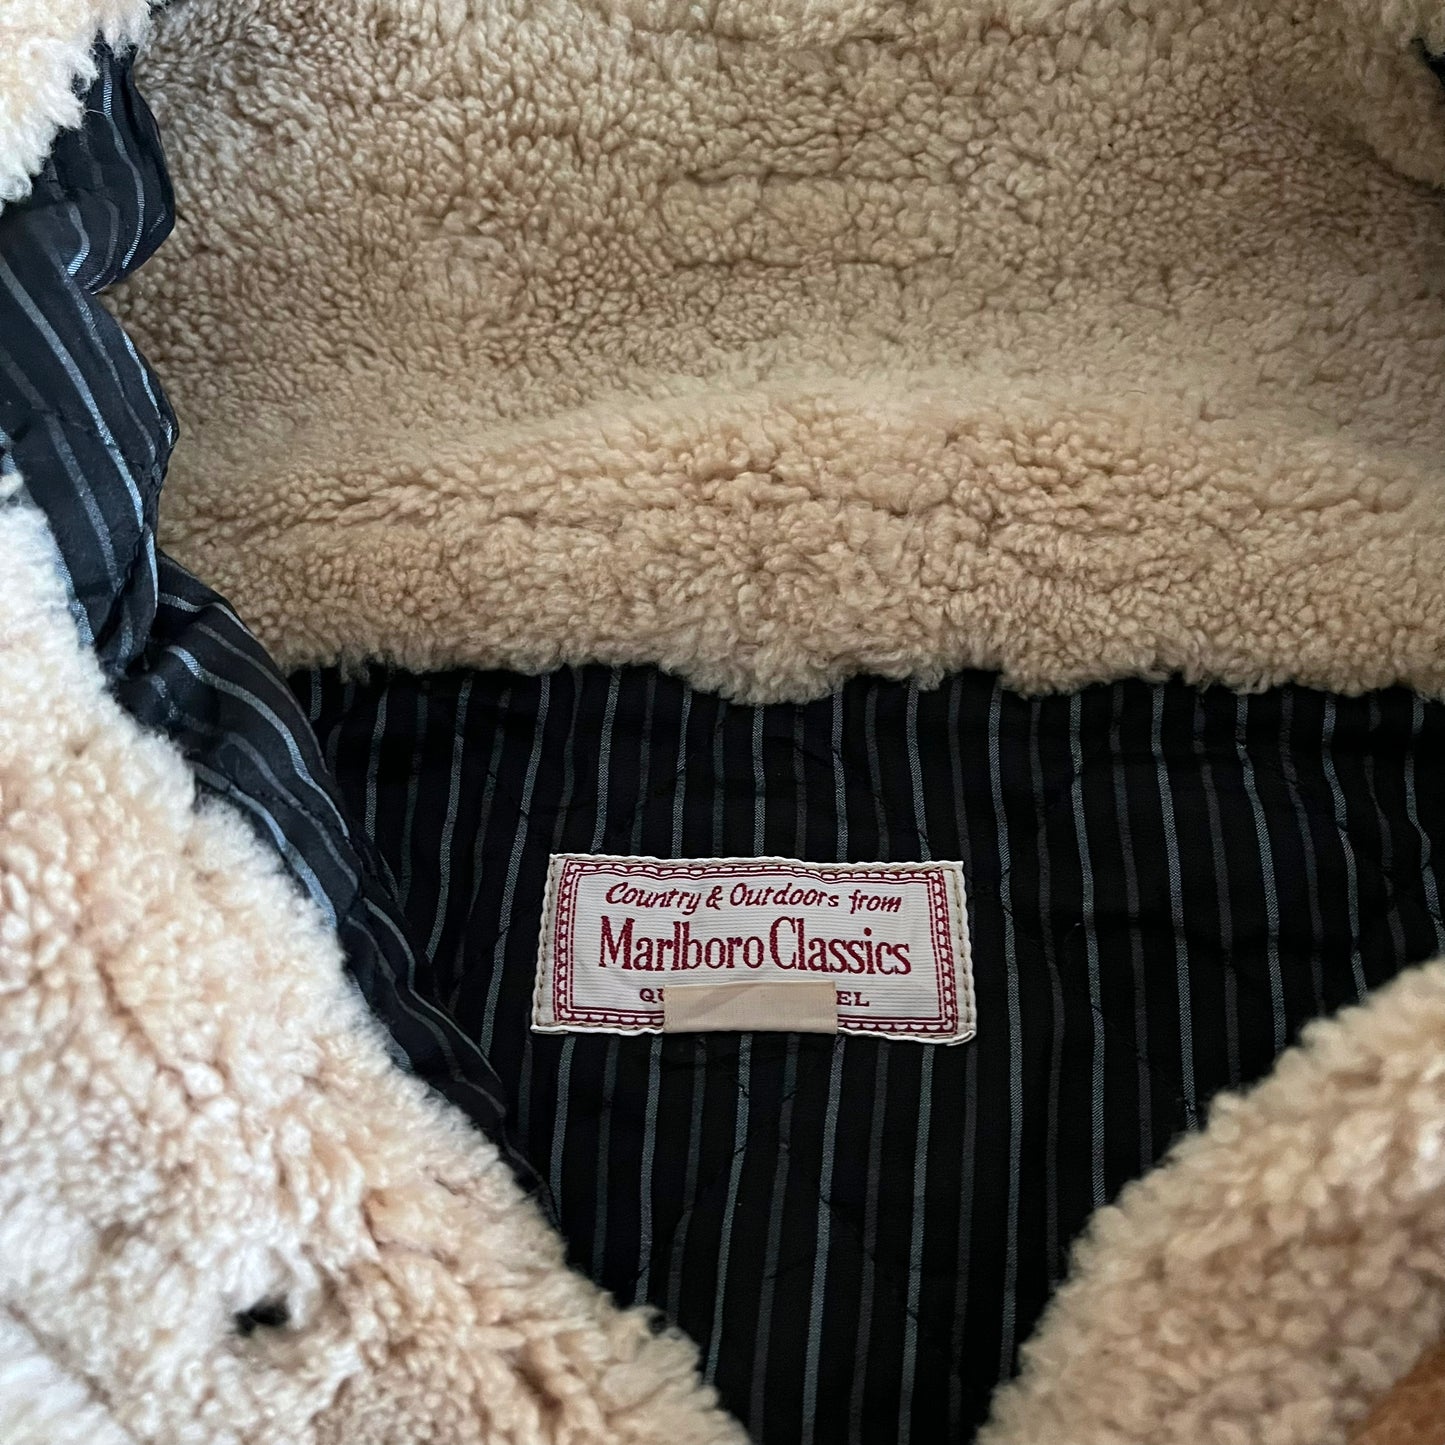 Country & Outdoors from
Marlboro Classics